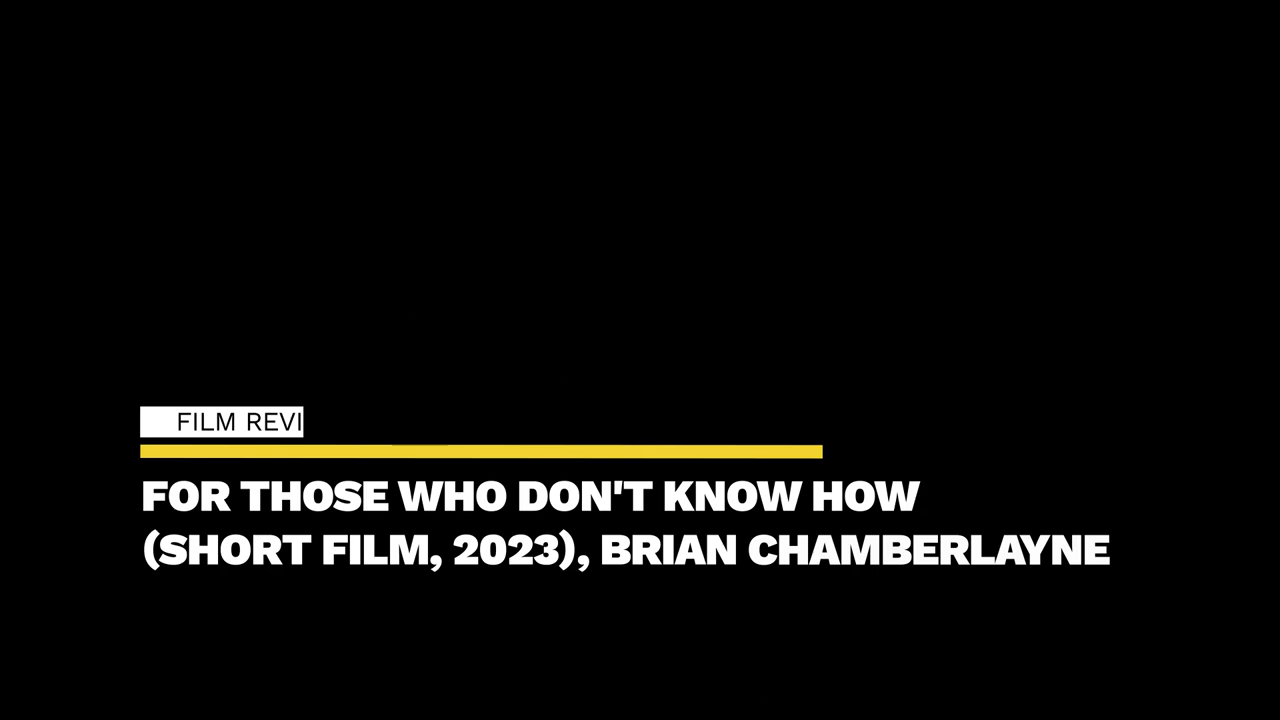 FILM REVI
FOR THOSE WHO DON'T KNOW HOW
(SHORT FILM, 2023), BRIAN CHAMBERLAYNE